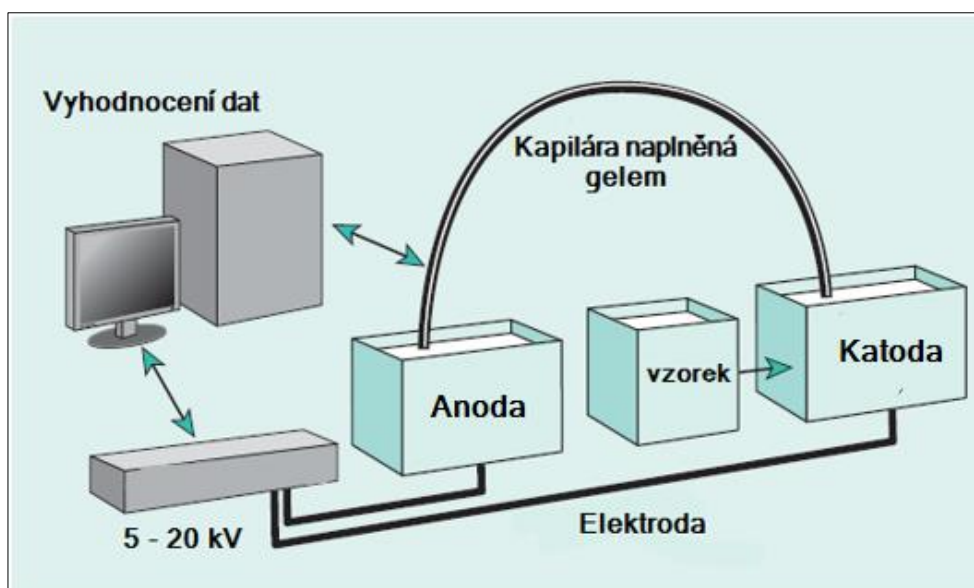 Vyhodnocení dat
Kapilára naplněná
gelem
Anoda
vzorek
Katoda
5 - 20 kV
Elektroda